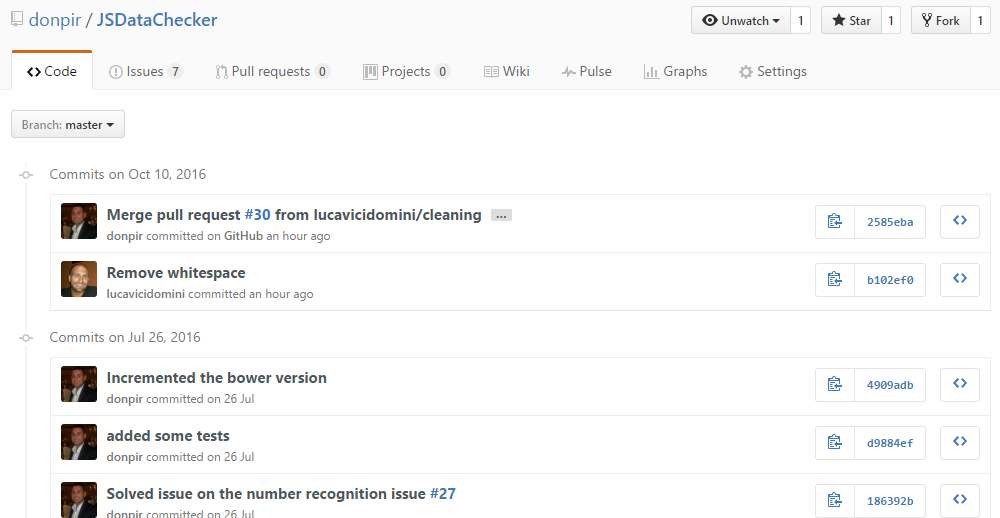 donpir / JSDataChecker
Unwatch 1 Star 1 Fork 1
Code Issues 7 Pull requests 0 Projects 0 Wiki Pulse Graphs Settings
Branch: master
Commits on Oct 10, 2016
Merge pull request #30 from lucavicidomini/cleaning …
2585eba
donpir committed on GitHub an hour ago
Remove whitespace
b102ef0
lucavicidomini committed an hour ago
Commits on Jul 26, 2016
Incremented the bower version
4909adb
donpir committed on 26 Jul
added some tests
d9884ef
donpir committed on 26 Jul
Solved issue on the number recognition issue #27
186392b
donpir committed on 26 Jul